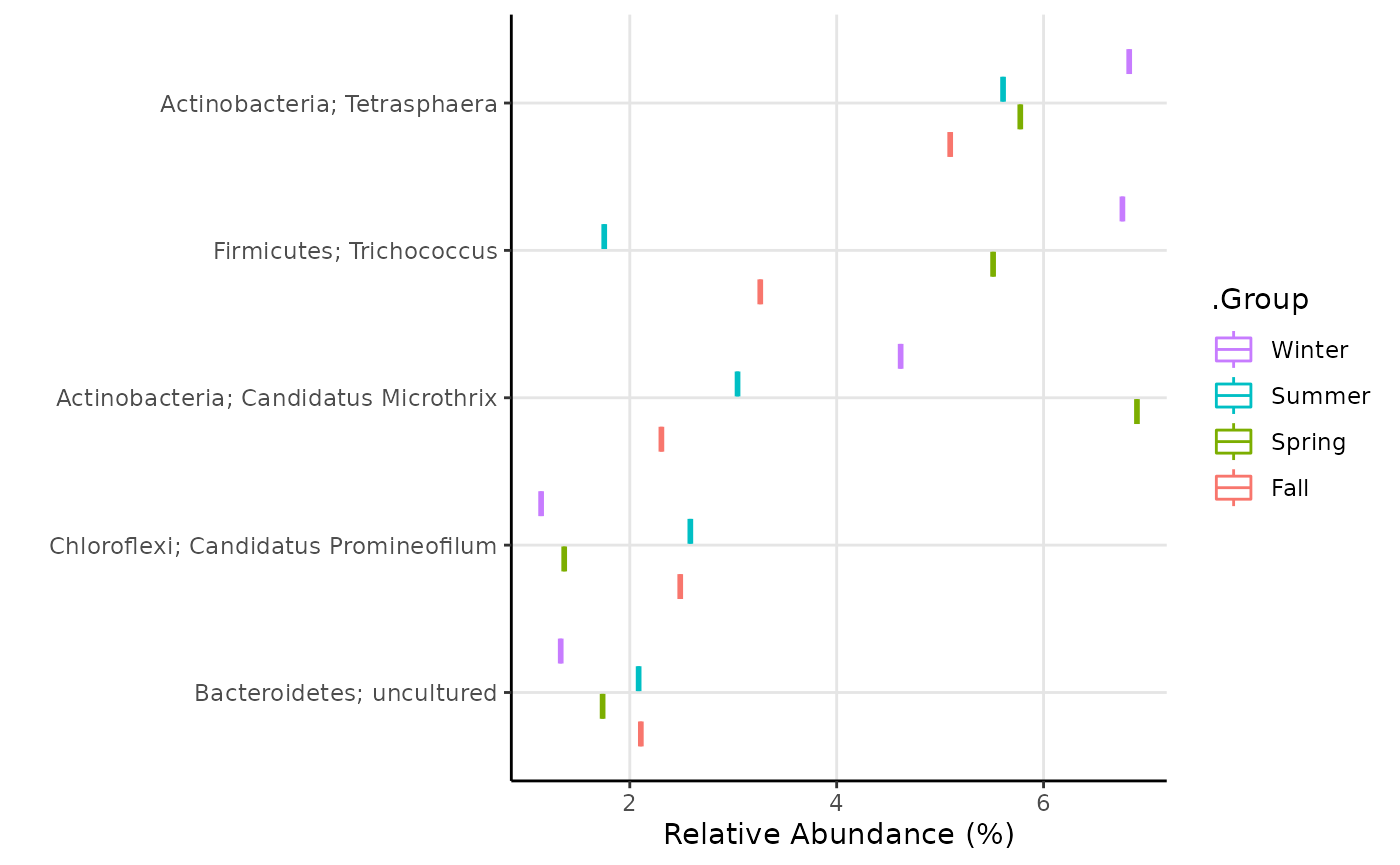 Actinobacteria; Tetrasphaera
Firmicutes; Trichococcus
Actinobacteria; Candidatus Microthrix
Chloroflexi; Candidatus Promineofilum
Bacteroidetes; uncultured
2 4 6
Relative Abundance (%)
.Group
Winter
Summer
Spring
Fall